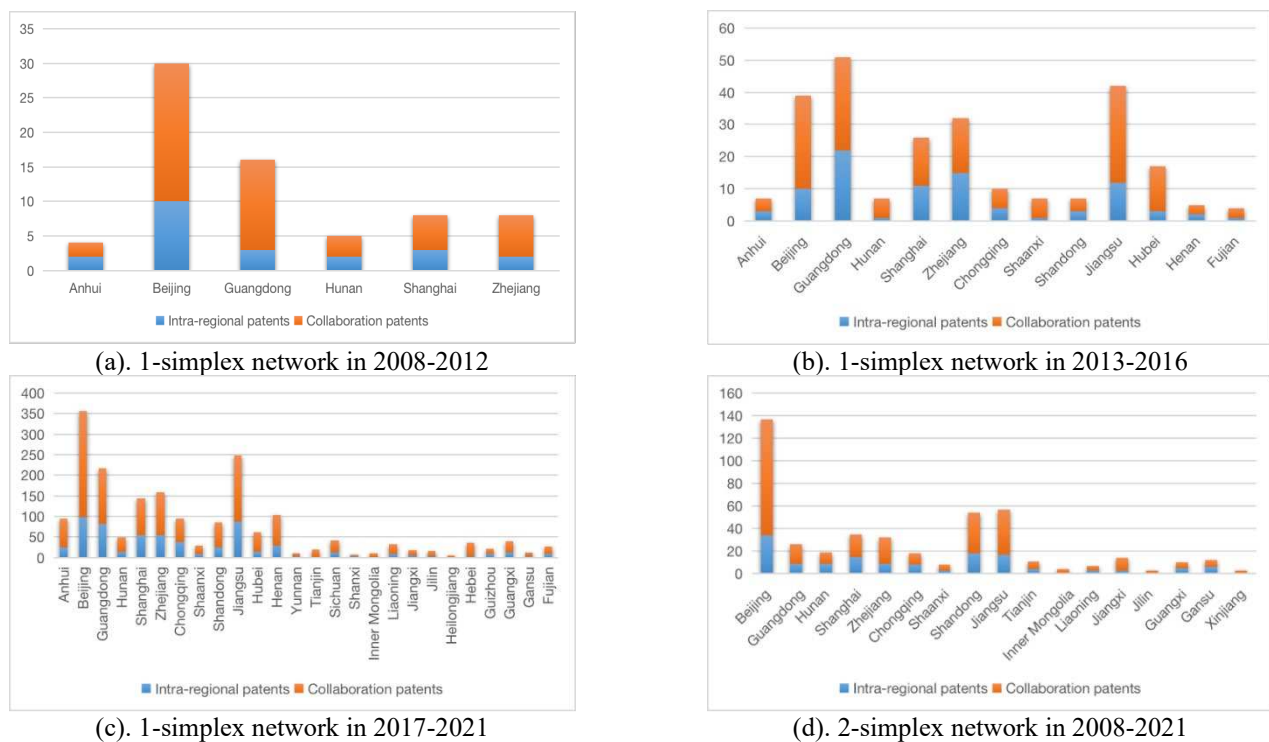 35
30
25
20
15
10
5
0
Anhui Beijing Guangdong Hunan Shanghai Zhejiang
Intra-regional patents Collaboration patents
(a). 1-simplex network in 2008-2012
60
50
40
30
20
10
0
Anhui Beijing Guangdong Hunan Shanghai Zhejiang Chongqing Shaanxi Shandong Jiangsu Hubei Henan Fujian
Intra-regional patents Collaboration patents
(b). 1-simplex network in 2013-2016
400
350
300
250
200
150
100
50
0
Anhui Beijing Guangdong Hunan Shanghai Zhejiang Chongqing Shaanxi Shandong Jiangsu Hubei Henan Yunnan Tianjin Sichuan Shanxi Inner Mongolia Liaoning Jiangxi Jilin Heilongjiang Hebei Guizhou Guangxi Gansu Fujian
Intra-regional patents Collaboration patents
(c). 1-simplex network in 2017-2021
160
140
120
100
80
60
40
20
0
Beijing Guangdong Hunan Shanghai Zhejiang Chongqing Shaanxi Shandong Jiangsu Tianjin Inner Mongolia Liaoning Jiangxi Jilin Guangxi Gansu Xinjiang
Intra-regional patents Collaboration patents
(d). 2-simplex network in 2008-2021